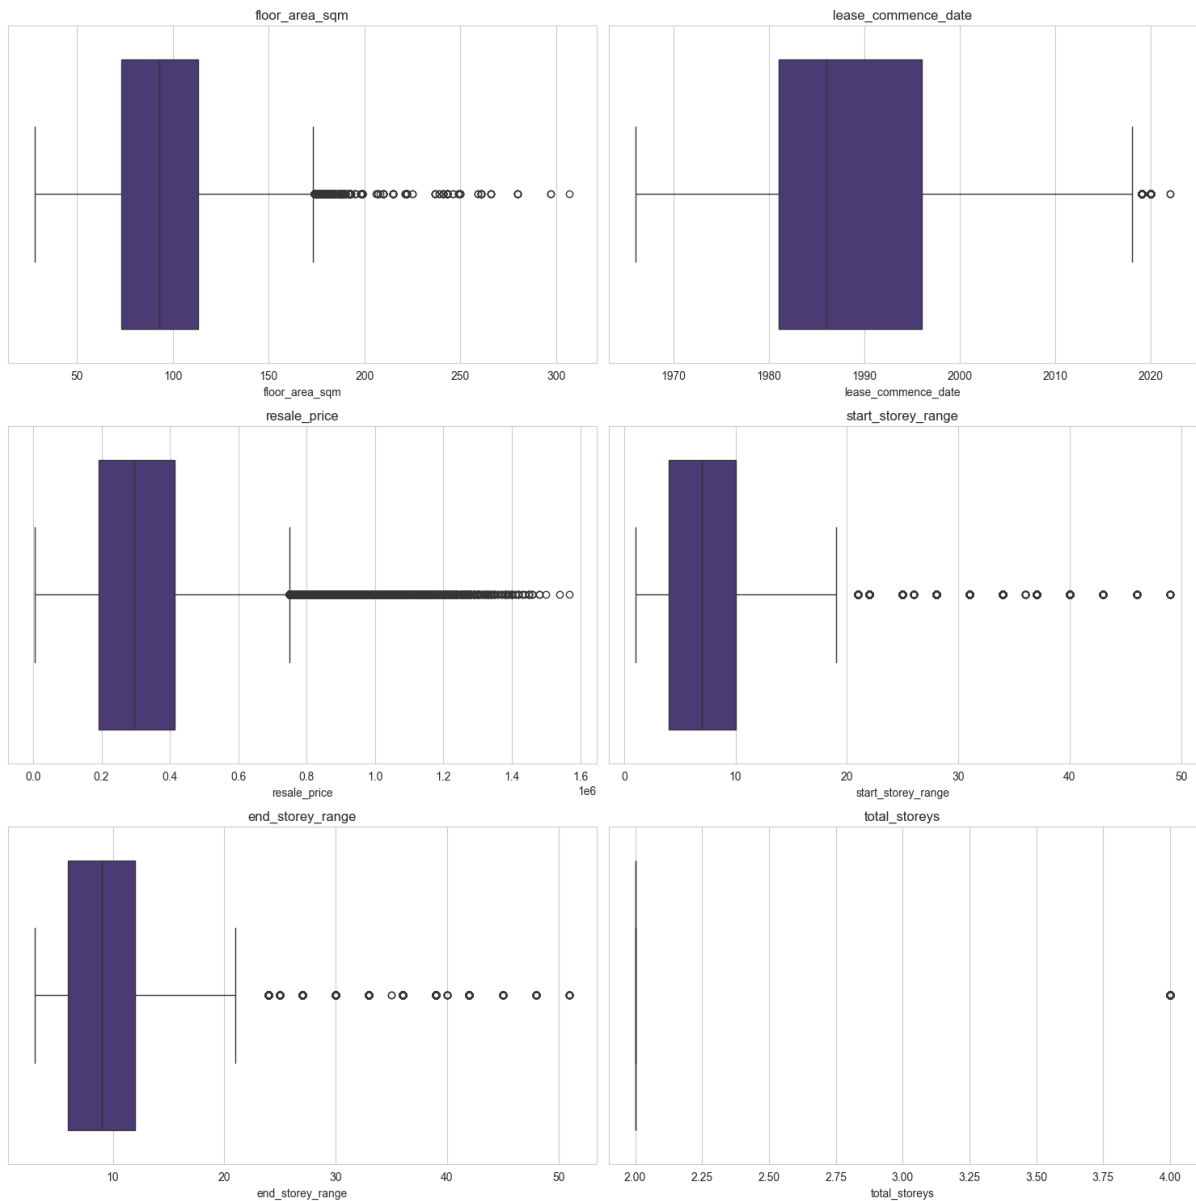 floor_area_sqm
lease_commence_date
50 100 150 200 250 300
1970 1980 1990 2000 2010 2020
floor_area_sqm
lease_commence_date
resale_price
start_storey_range
0.0 0.2 0.4 0.6 0.8 1.0 1.2 1.4 1.6
0 10 20 30 40 50
resale_price
1e6
start_storey_range
end_storey_range
total_storeys
10 20 30 40 50
2.00 2.25 2.50 2.75 3.00 3.25 3.50 3.75 4.00
end_storey_range
total_storeys